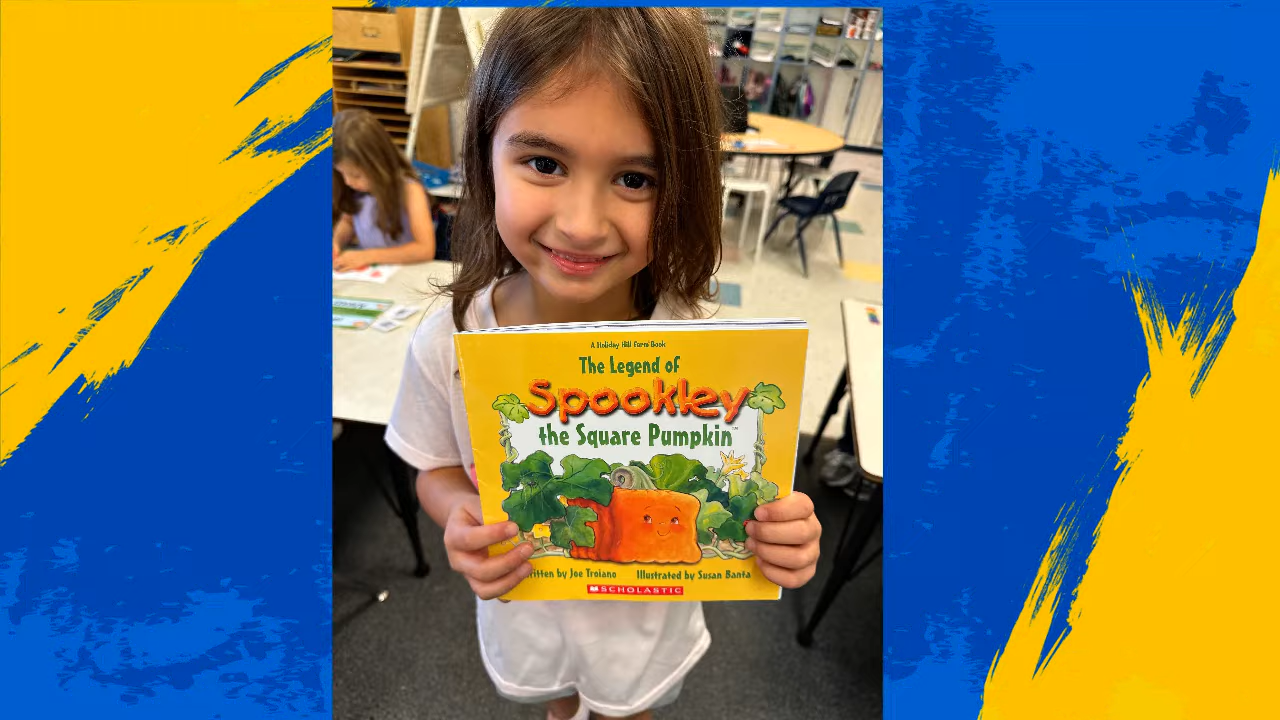 A Holiday Hill Farm Book
The Legend of
Spookley
the Square Pumpkin™
ritten by Joe Troiano Illustrated by Susan Banta
SCHOLASTIC